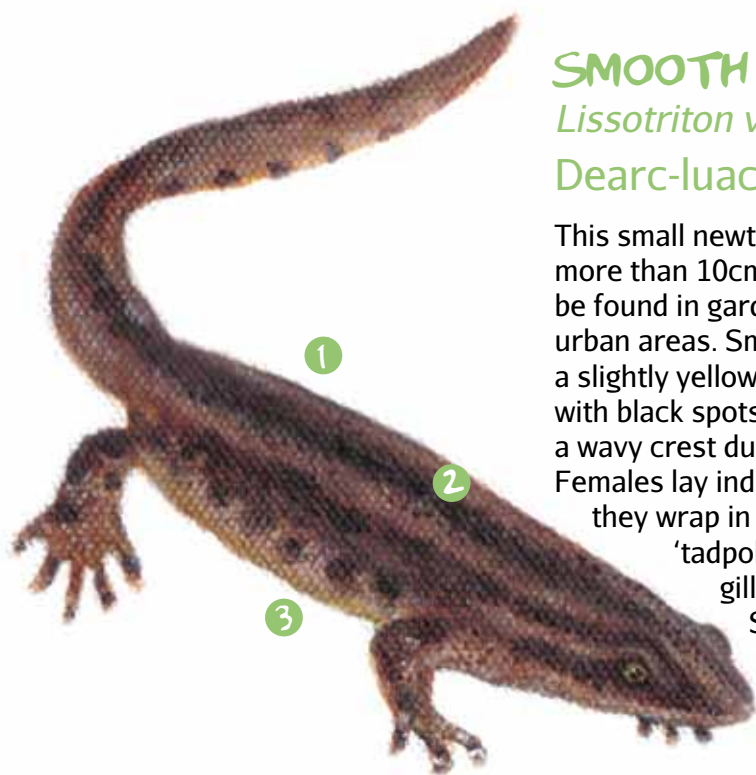 SMOOTH
Lissotriton v
Dearc-luac
This small newt
more than 10cm
be found in gard
urban areas. Sm
a slightly yellow
with black spots
a wavy crest du
Females lay ind
they wrap in
‘tadpol
gill
S
1
2
3